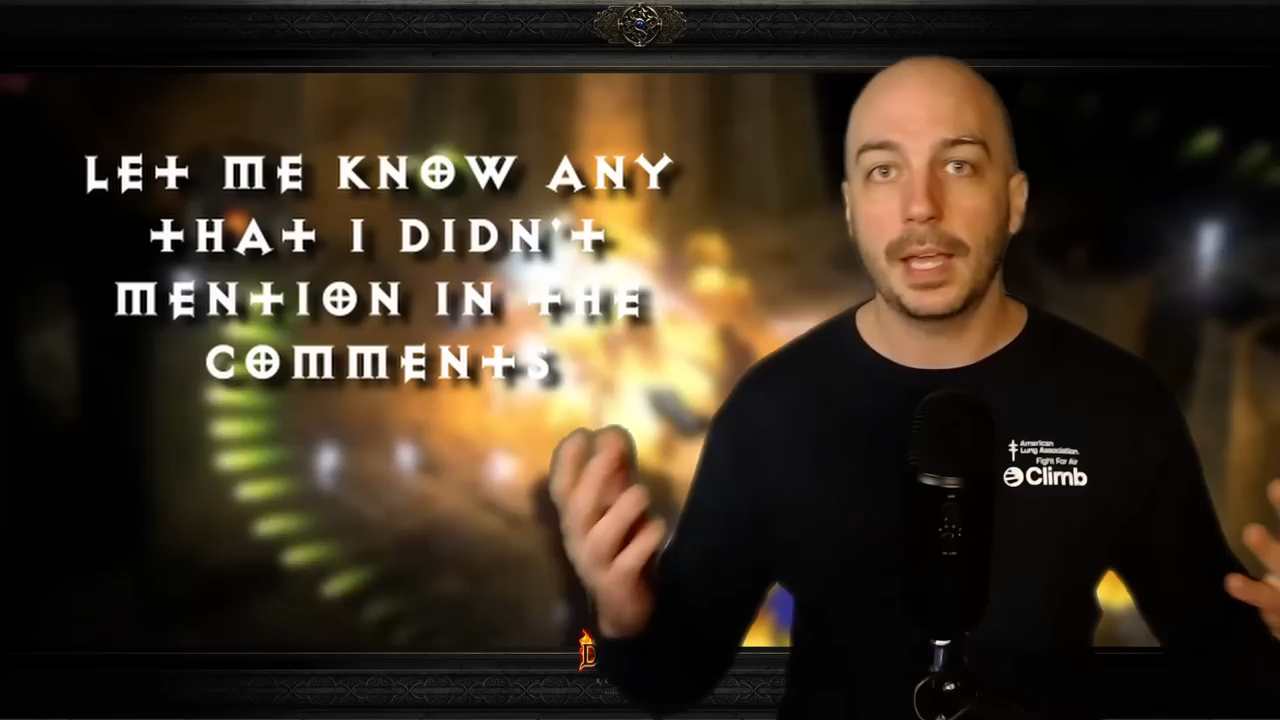 LET ME KNOW ANY
THAT I DIDN'T
MENTION IN THE
COMMENTS
American
Lung Association.
Fight For Air
Climb
D